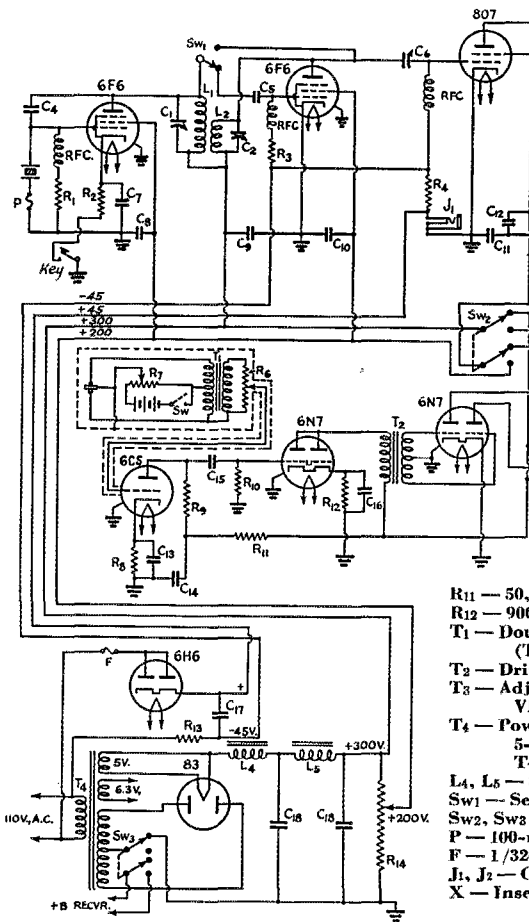 807
Sw₁
6F6
6F6
C₆
C₄
L₁
C₅
C₁
L₂
RFC
C₂
RFC.
RFC
R₃
P
R₁
R₂
C₇
R₄
J₁
C₁₂
C₈
C₉
C₁₀
C₁₁
Key
-45
+45
+300
+200
Sw₂
R₇
T₁
R₆
Sw
6N7
6N7
T₂
6C5
C₁₅
R₁₀
R₉
R₁₂
C₁₆
R₈
C₁₃
C₁₄
R₁₁
R₁₁ — 50,
R₁₂ — 900
T₁ — Dou
(T
T₂ — Dri
T₃ — Adj
V
T₄ — Pow
5-
T-
L₄, L₅ —
Sw₁ — Se
Sw₂, Sw₃
P — 100-
F — 1/32
J₁, J₂ — C
X — Inse
6H6
F
+
C₁₇
R₁₃
-45V.
+300V.
5V.
83
L₄
L₅
T₄
6.3V.
110V, A.C.
Sw₃
C₁₈
C₁₈
+200V.
R₁₄
+B RECVR.